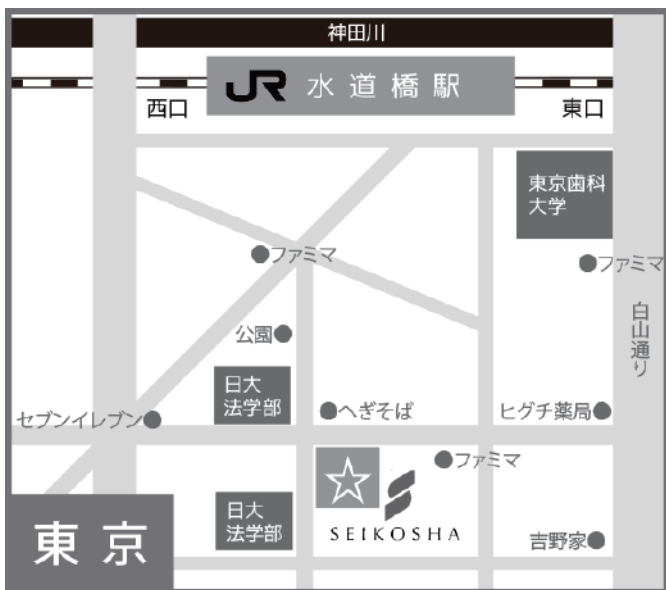 神田川
JR 水道橋駅
西口
東口
東京歯科
大学
ファミマ
ファミマ
白山通り
公園
日大
法学部
へぎそば
ヒグチ薬局
セブンイレブン
ファミマ
日大
法学部
SEIKOSHA
吉野家
東京